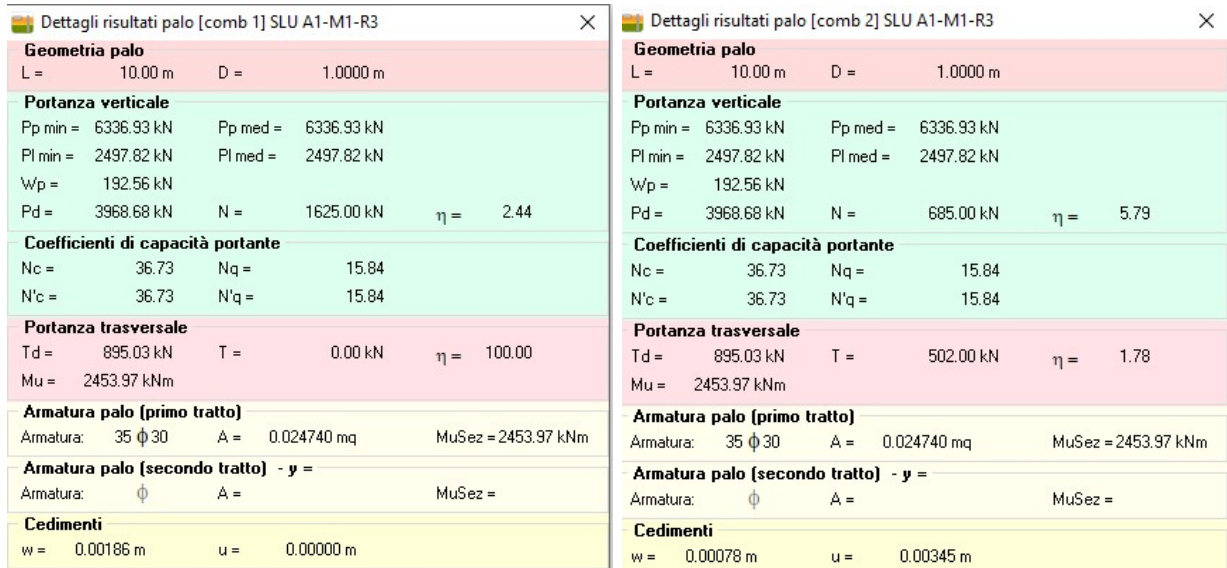 Dettagli risultati palo [comb 1] SLU A1-M1-R3
Geometria palo
L = 10.00 m D = 1.0000 m
Portanza verticale
Pp min = 6336.93 kN Pp med = 6336.93 kN
Pl min = 2497.82 kN Pl med = 2497.82 kN
Wp = 192.56 kN
Pd = 3968.68 kN N = 1625.00 kN η = 2.44
Coefficienti di capacità portante
Nc = 36.73 Nq = 15.84
N'c = 36.73 N'q = 15.84
Portanza trasversale
Td = 895.03 kN T = 0.00 kN η = 100.00
Mu = 2453.97 kNm
Armatura palo (primo tratto)
Armatura: 35 ϕ 30 A = 0.024740 mq MuSez = 2453.97 kNm
Armatura palo (secondo tratto) - y =
Armatura: ϕ A = MuSez =
Cedimenti
w = 0.00186 m u = 0.00000 m
Dettagli risultati palo [comb 2] SLU A1-M1-R3
Geometria palo
L = 10.00 m D = 1.0000 m
Portanza verticale
Pp min = 6336.93 kN Pp med = 6336.93 kN
Pl min = 2497.82 kN Pl med = 2497.82 kN
Wp = 192.56 kN
Pd = 3968.68 kN N = 685.00 kN η = 5.79
Coefficienti di capacità portante
Nc = 36.73 Nq = 15.84
N'c = 36.73 N'q = 15.84
Portanza trasversale
Td = 895.03 kN T = 502.00 kN η = 1.78
Mu = 2453.97 kNm
Armatura palo (primo tratto)
Armatura: 35 ϕ 30 A = 0.024740 mq MuSez = 2453.97 kNm
Armatura palo (secondo tratto) - y =
Armatura: ϕ A = MuSez =
Cedimenti
w = 0.00078 m u = 0.00345 m